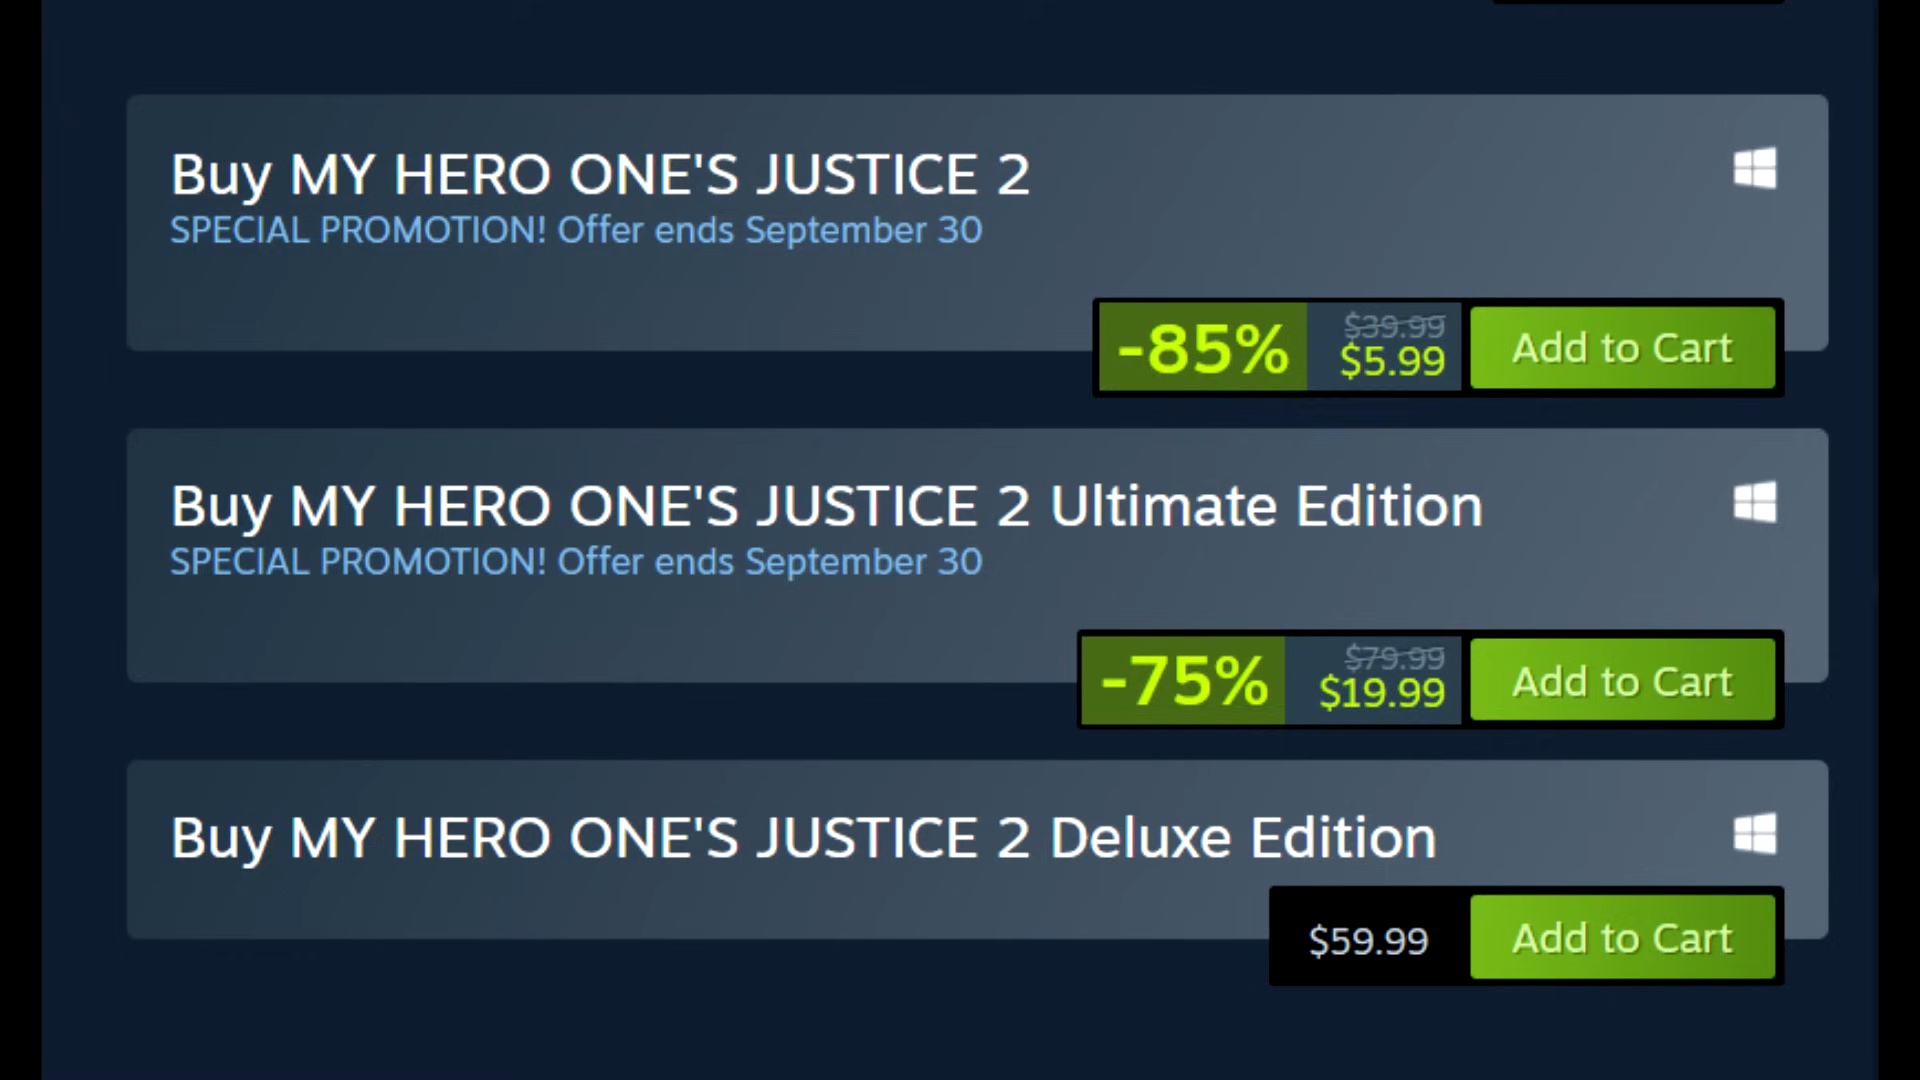 Buy MY HERO ONE'S JUSTICE 2
SPECIAL PROMOTION! Offer ends September 30
-85%
$39.99
$5.99
Add to Cart
Buy MY HERO ONE'S JUSTICE 2 Ultimate Edition
SPECIAL PROMOTION! Offer ends September 30
-75%
$79.99
$19.99
Add to Cart
Buy MY HERO ONE'S JUSTICE 2 Deluxe Edition
$59.99
Add to Cart